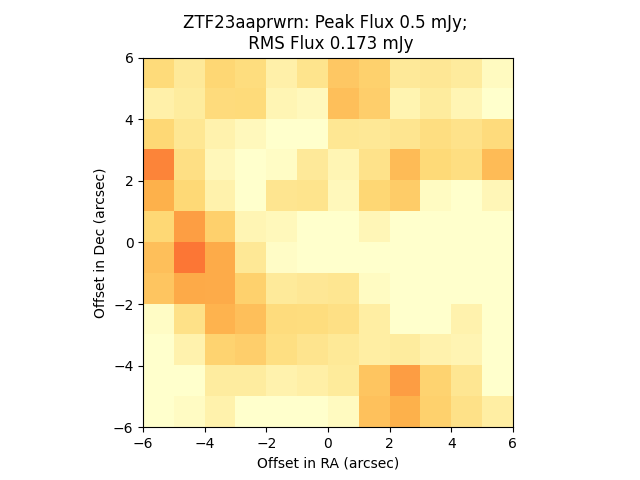 ZTF23aaprwrn: Peak Flux 0.5 mJy;
RMS Flux 0.173 mJy
6
4
2
0
−2
−4
−6
Offset in Dec (arcsec)
−6 −4 −2 0 2 4 6
Offset in RA (arcsec)